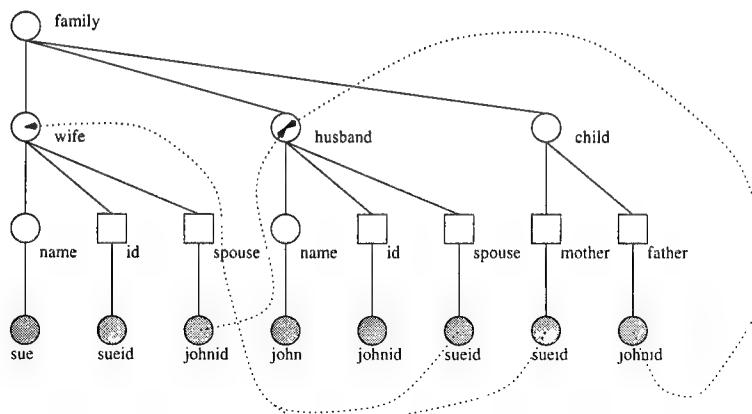 family
wife
husband
child
name
id
spouse
name
id
spouse
mother
father
sue
sueid
johnid
john
johnid
sueid
sueid
johnid